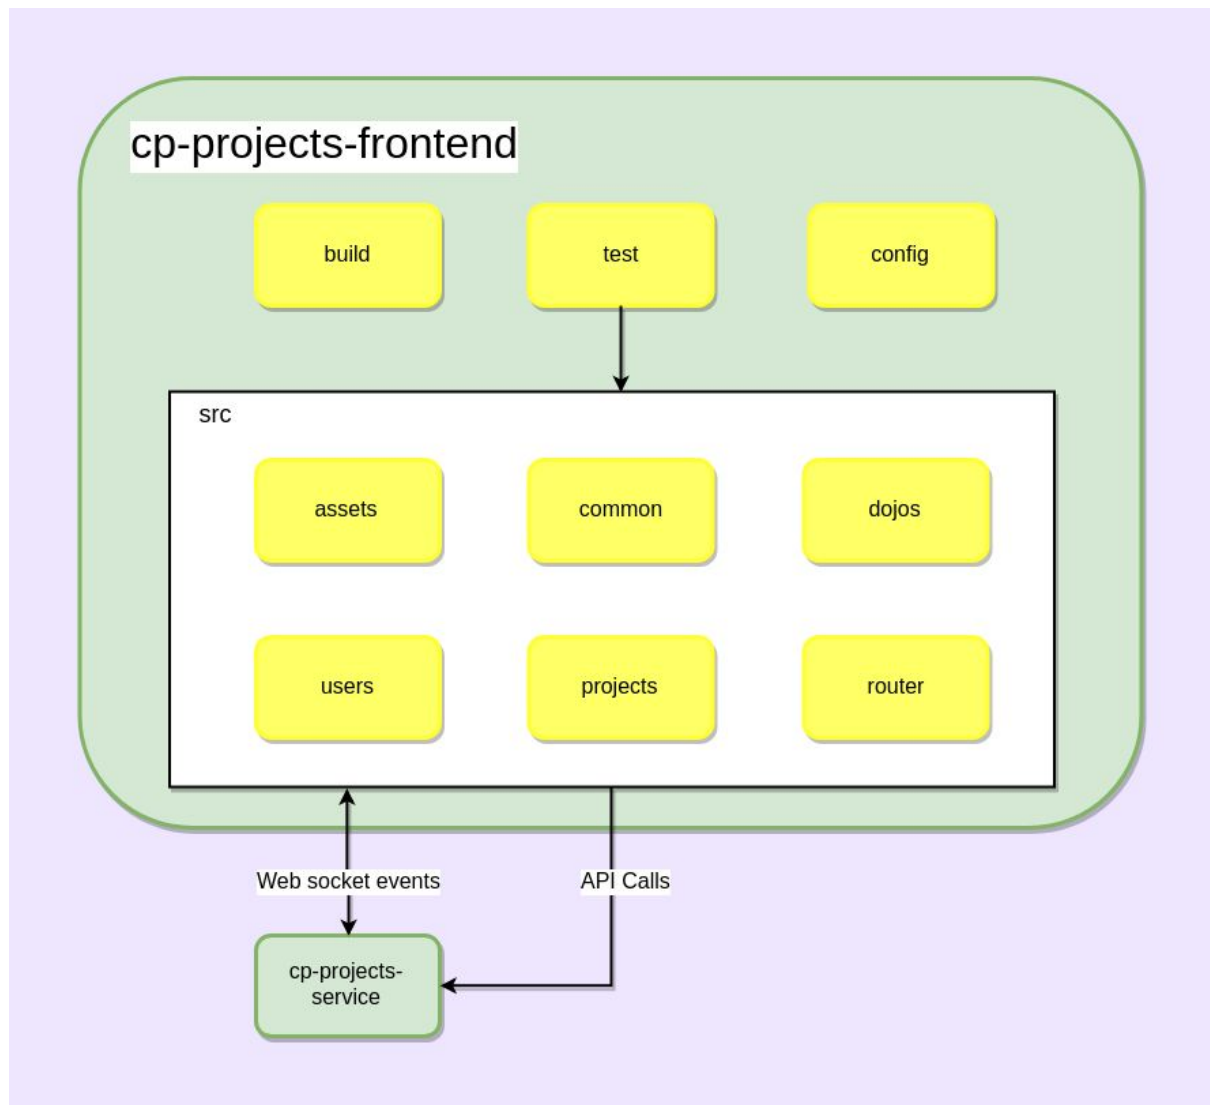 cp-projects-frontend
build
test
config
src
assets
common
dojos
users
projects
router
Web socket events
API Calls
cp-projects-
service